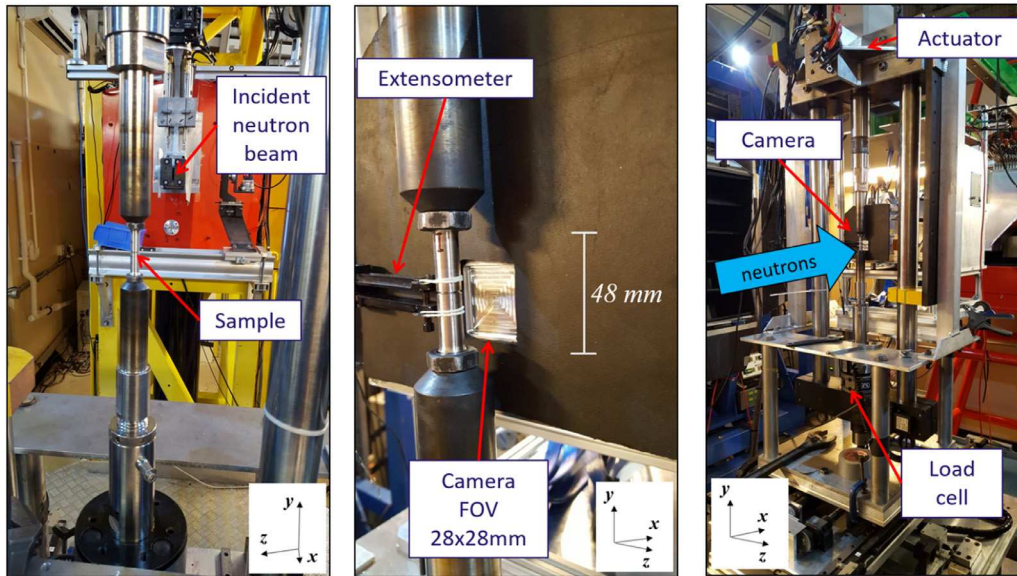 Incident
neutron
beam
Sample
y
z
x
Extensometer
48 mm
Camera
FOV
28x28mm
y
x
z
Actuator
Camera
neutrons
Load
cell
y
x
z